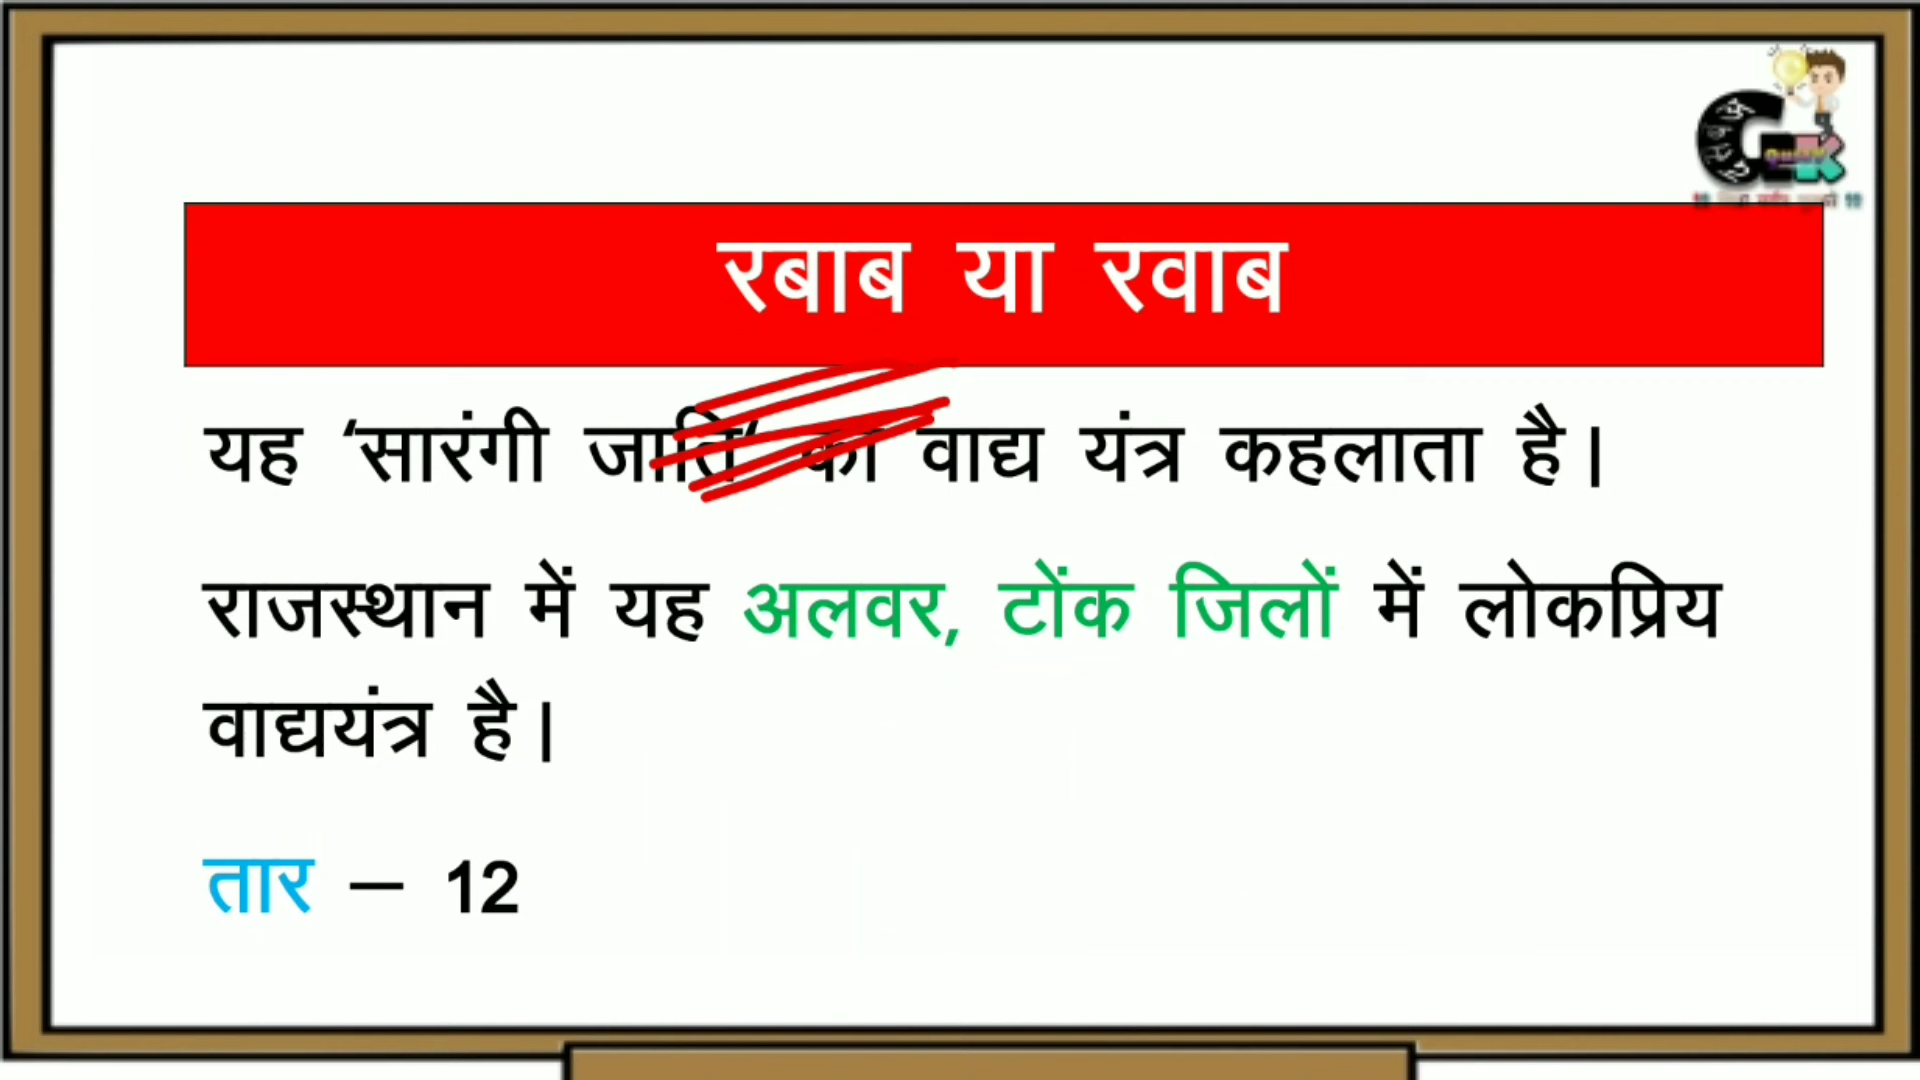 रबाब या रवाब
यह ‘सारंगी जाति‘ का वाद्य यंत्र कहलाता है।
राजस्थान में यह अलवर, टोंक जिलों में लोकप्रिय
वाद्ययंत्र है।
तार – 12